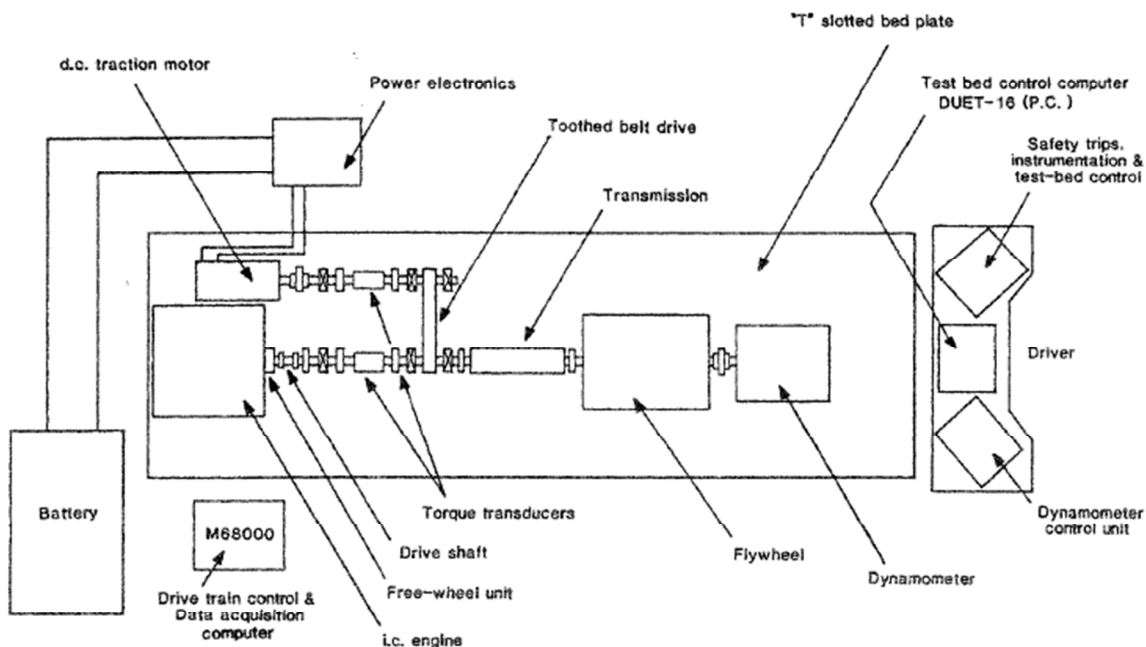 "T" slotted bed plate
d.c. traction motor
Power electronics
Test bed control computer
DUET-16 (P.C.)
Toothed belt drive
Safety trips,
instrumentation &
test-bed control
Transmission
Driver
Battery
M68000
Torque transducers
Dynamometer
control unit
Drive shaft
Flywheel
Dynamometer
Free-wheel unit
Drive train control &
Data acquisition
computer
i.c. engine